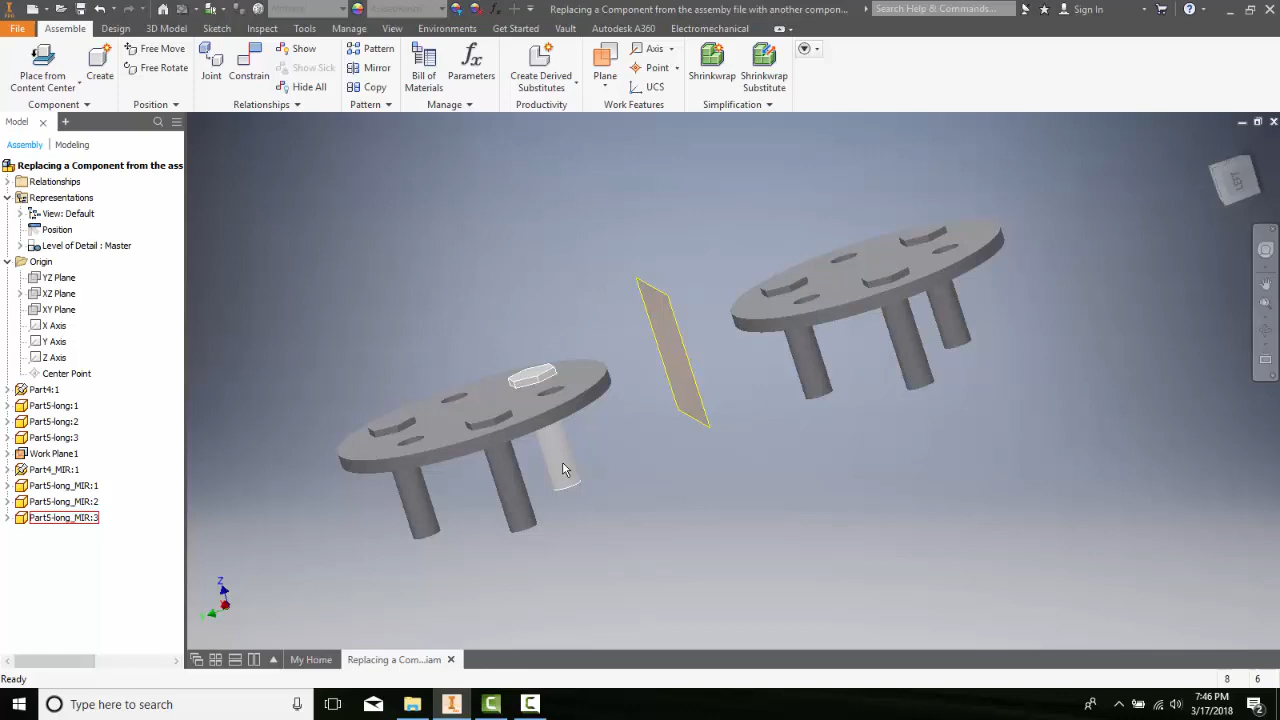 Replacing a Component from the assemby file with another compon...
Search Help & Commands...
Sign In
File
Assemble
Design
3D Model
Sketch
Inspect
Tools
Manage
View
Environments
Get Started
Vault
Autodesk A360
Electromechanical
Place from
Content Center
Create
Free Move
Free Rotate
Joint
Constrain
Show
Show Sick
Hide All
Pattern
Mirror
Copy
Bill of
Materials
Parameters
Create Derived
Substitutes
Plane
Axis
Point
UCS
Shrinkwrap
Shrinkwrap
Substitute
Component
Position
Relationships
Pattern
Manage
Productivity
Work Features
Simplification
Model
Assembly
Modeling
Replacing a Component from the ass
Relationships
Representations
View: Default
Position
Level of Detail : Master
Origin
YZ Plane
XZ Plane
XY Plane
X Axis
Y Axis
Z Axis
Center Point
Part4:1
Part5-long:1
Part5-long:2
Part5-long:3
Work Plane1
Part4_MIR:1
Part5-long_MIR:1
Part5-long_MIR:2
Part5-long_MIR:3
LEFT
Z
My Home
Replacing a Com...iam
Ready
8
6
Type here to search
7:46 PM
3/17/2018
2